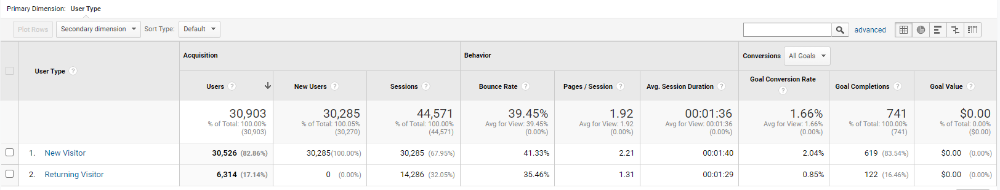 Primary Dimension: User Type
Plot Rows Secondary dimension Sort Type: Default advanced
User Type ? Acquisition Behavior Conversions All Goals
Users ? New Users ? Sessions ? Bounce Rate ? Pages / Session ? Avg. Session Duration ? Goal Conversion Rate ? Goal Completions ? Goal Value ?
30,903 30,285 44,571 39.45% 1.92 00:01:36 1.66% 741 $0.00
% of Total: 100.00% % of Total: 100.05% % of Total: 100.00% Avg for View: 39.45% Avg for View: 1.92 Avg for View: 00:01:36 Avg for View: 1.66% % of Total: 100.00% % of Total: 0.00%
(30,903) (30,270) (44,571) (0.00%) (0.00%) (0.00%) (0.00%) (741) ($0.00)
1. New Visitor 30,526 (82.86%) 30,285(100.00%) 30,285 (67.95%) 41.33% 2.21 00:01:40 2.04% 619 (83.54%) $0.00 (0.00%)
2. Returning Visitor 6,314 (17.14%) 0 (0.00%) 14,286 (32.05%) 35.46% 1.31 00:01:29 0.85% 122 (16.46%) $0.00 (0.00%)